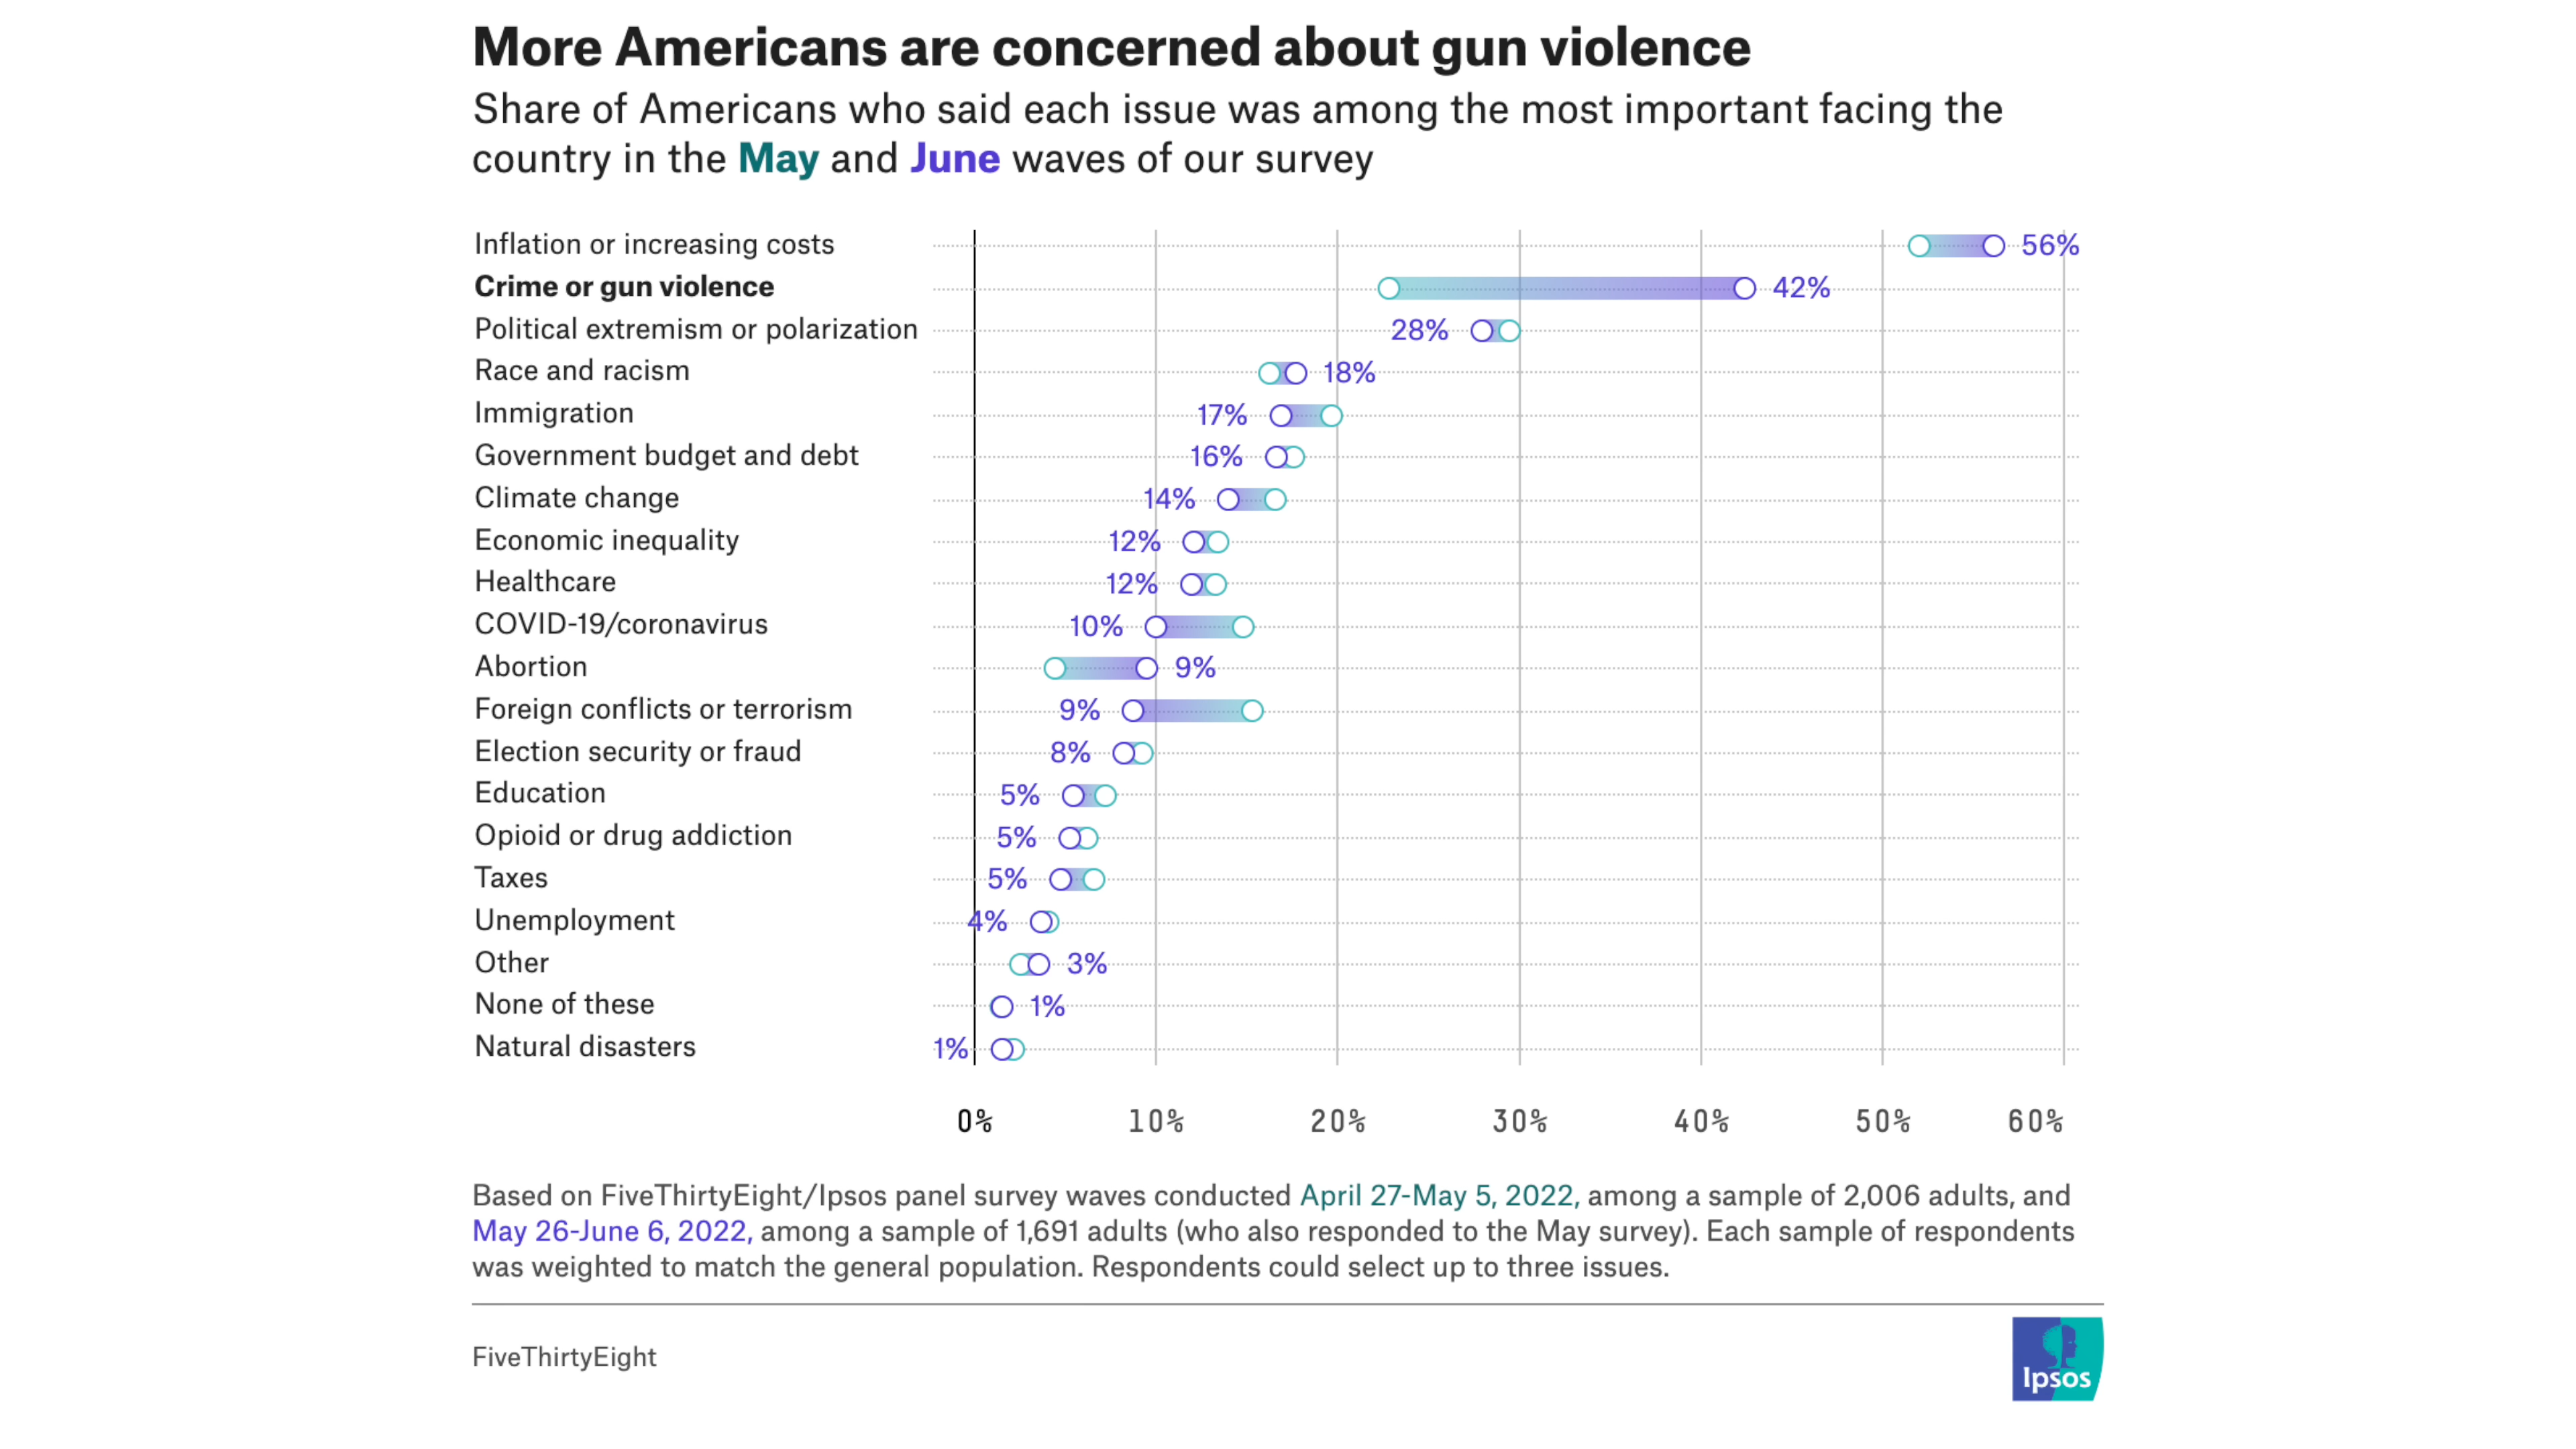 More Americans are concerned about gun violence
Share of Americans who said each issue was among the most important facing the
country in the May and June waves of our survey
Inflation or increasing costs 56%
Crime or gun violence 42%
Political extremism or polarization 28%
Race and racism 18%
Immigration 17%
Government budget and debt 16%
Climate change 14%
Economic inequality 12%
Healthcare 12%
COVID-19/coronavirus 10%
Abortion 9%
Foreign conflicts or terrorism 9%
Election security or fraud 8%
Education 5%
Opioid or drug addiction 5%
Taxes 5%
Unemployment 4%
Other 3%
None of these 1%
Natural disasters 1%
0% 10% 20% 30% 40% 50% 60%
Based on FiveThirtyEight/Ipsos panel survey waves conducted April 27-May 5, 2022, among a sample of 2,006 adults, and
May 26-June 6, 2022, among a sample of 1,691 adults (who also responded to the May survey). Each sample of respondents
was weighted to match the general population. Respondents could select up to three issues.
FiveThirtyEight
Ipsos